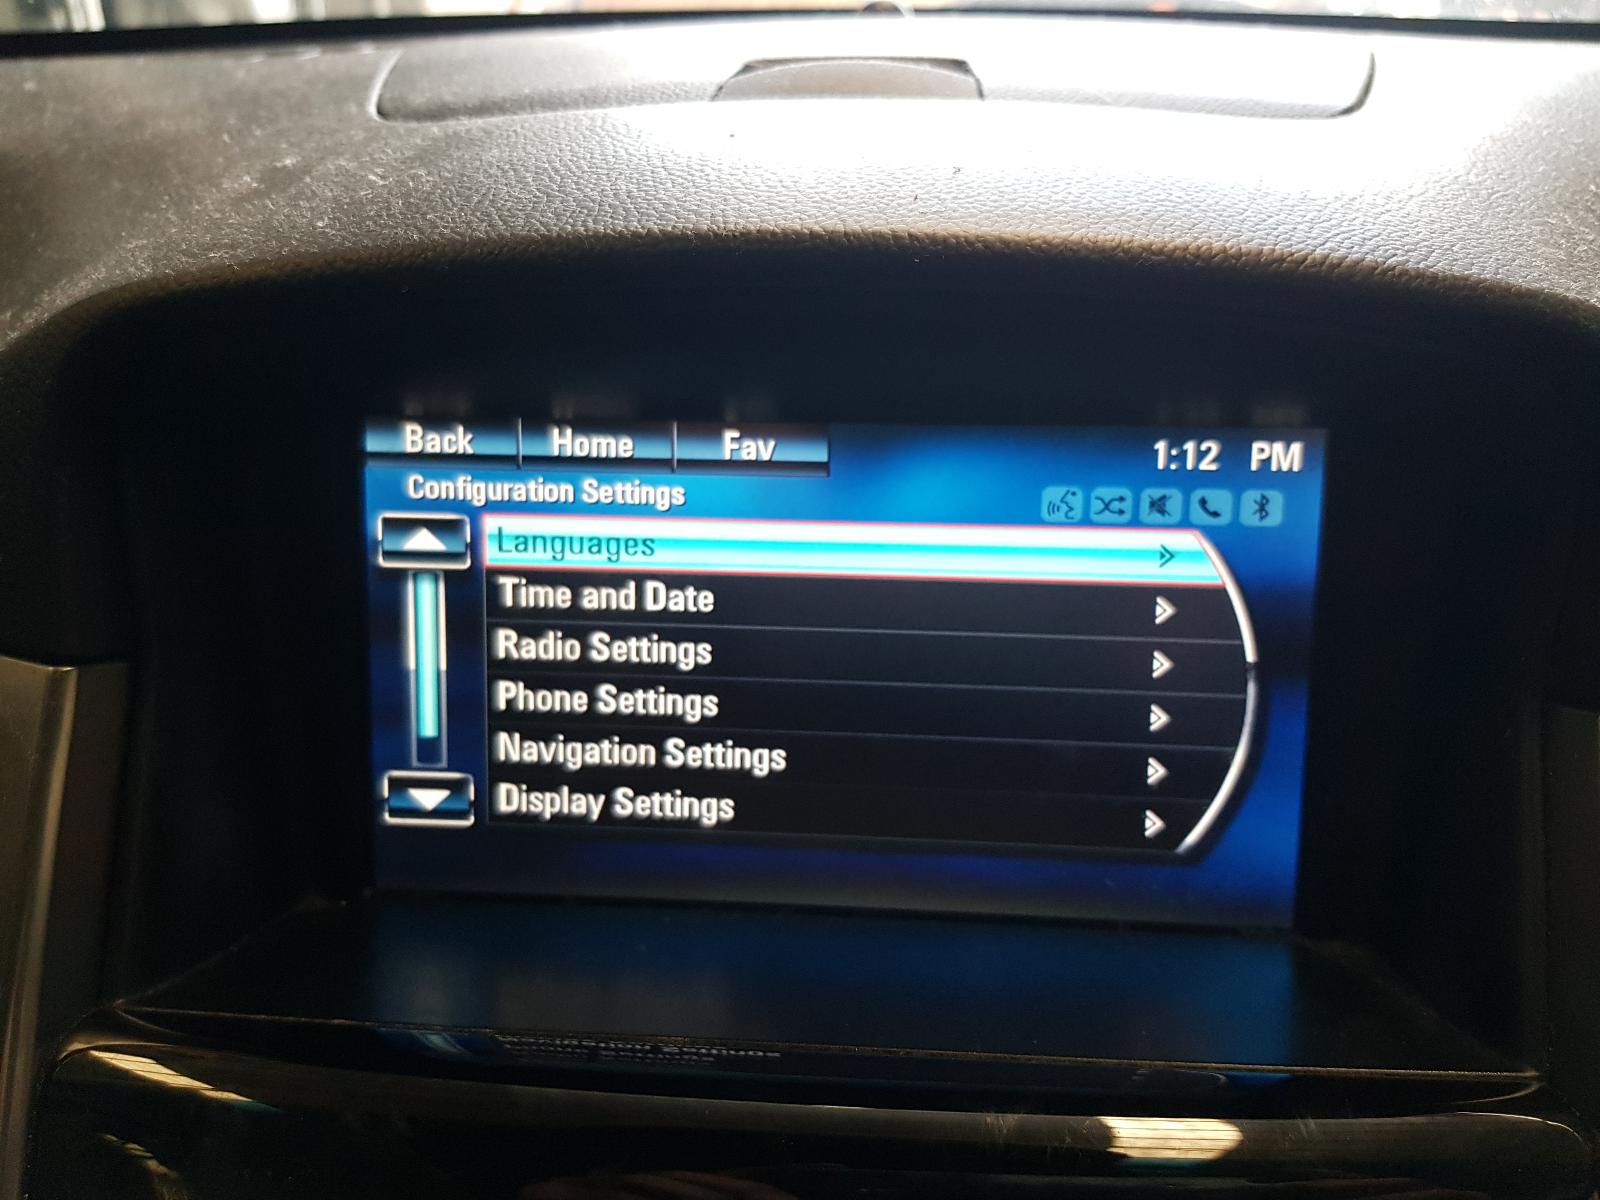 Back Home Fav 1:12 PM
Configuration Settings
Languages
Time and Date
Radio Settings
Phone Settings
Navigation Settings
Display Settings